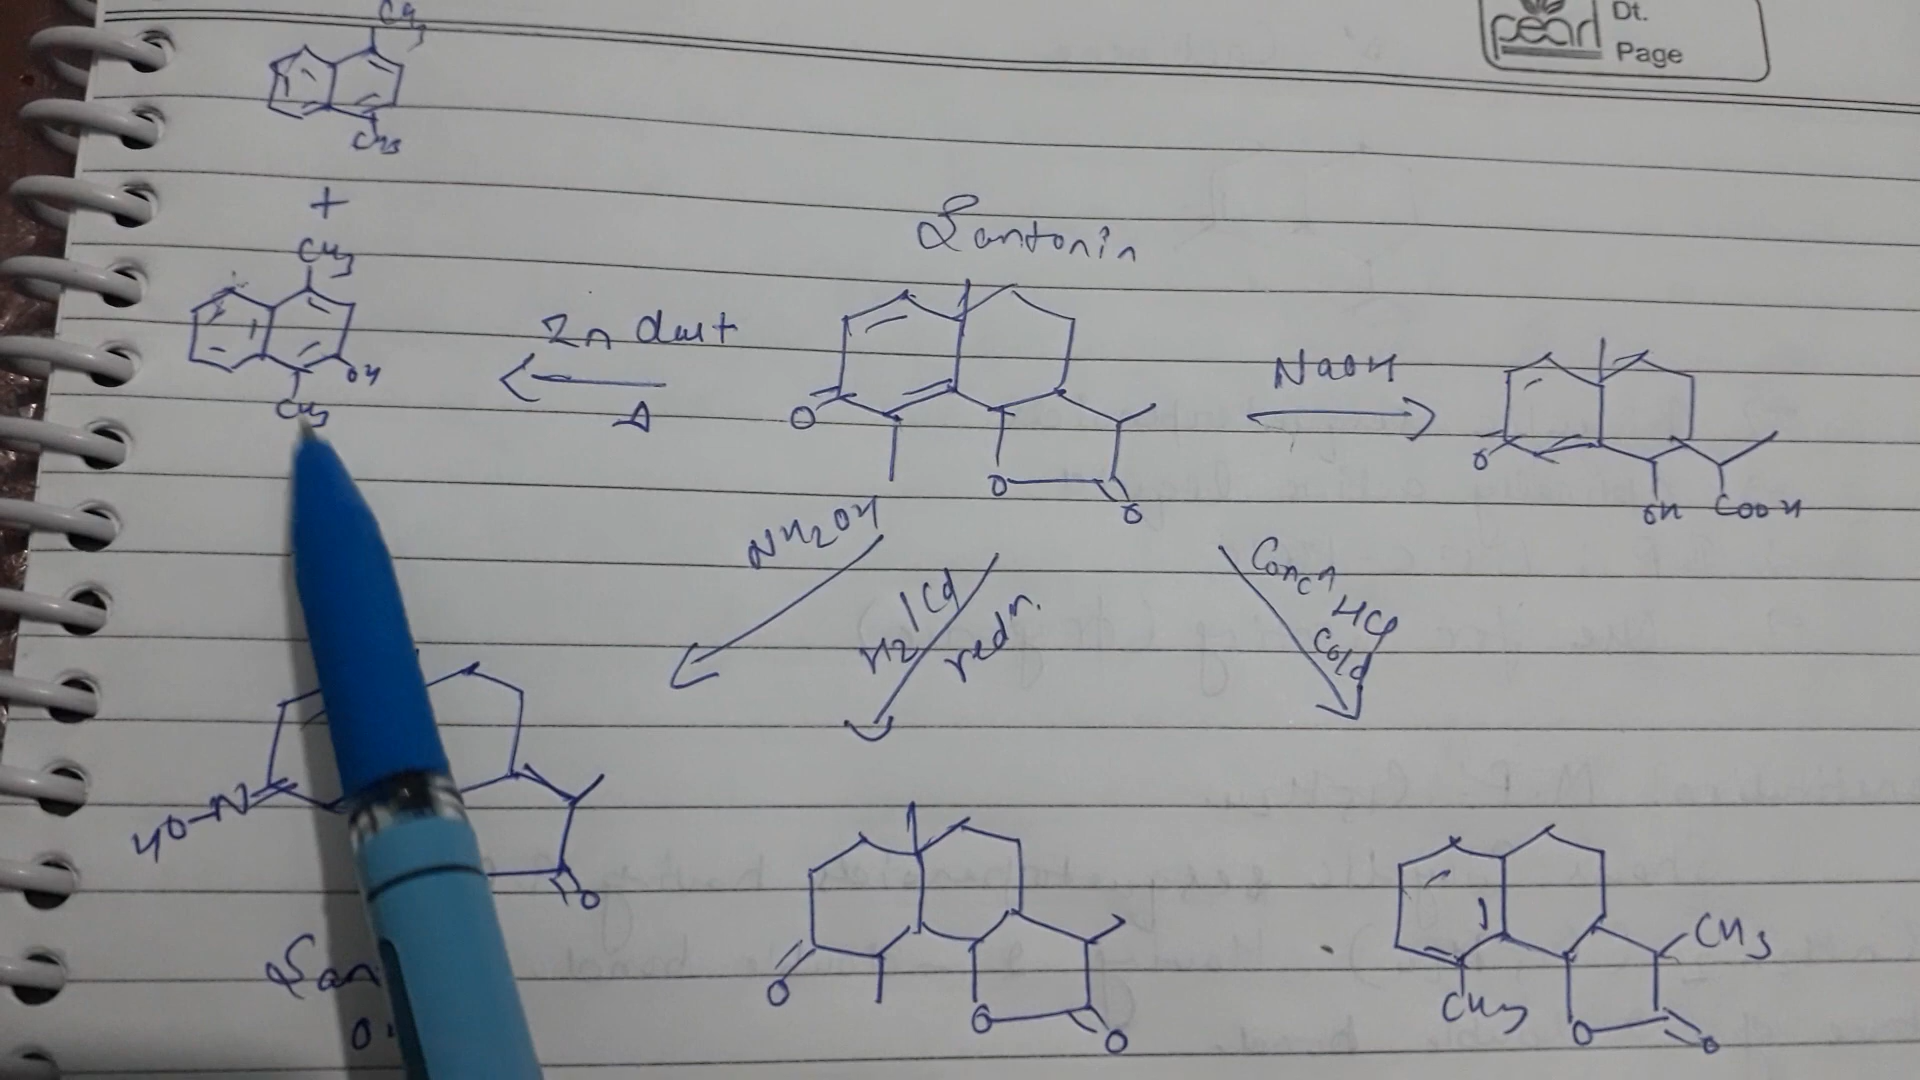 pearl
Dt.
Page
CH3
CH3
+
CH3
OH
CH3
Santonin
Zn dust
Δ
O
O
O
NaOH
O
OH
COOH
NH2OH
H2/Cd
redn.
Concn HCl
Cold
HO-N
O
San
O
O
O
CH3
CH3
O
O